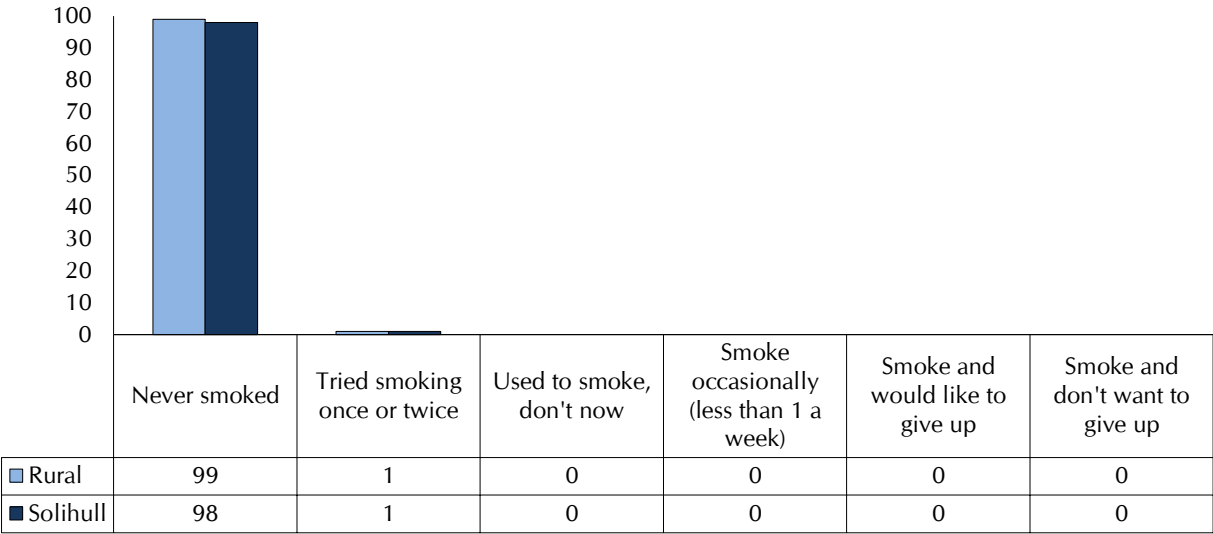 100
90
80
70
60
50
40
30
20
10
0
Never smoked
Tried smoking
once or twice
Used to smoke,
don't now
Smoke
occasionally
(less than 1 a
week)
Smoke and
would like to
give up
Smoke and
don't want to
give up
Rural 99 1 0 0 0 0
Solihull 98 1 0 0 0 0